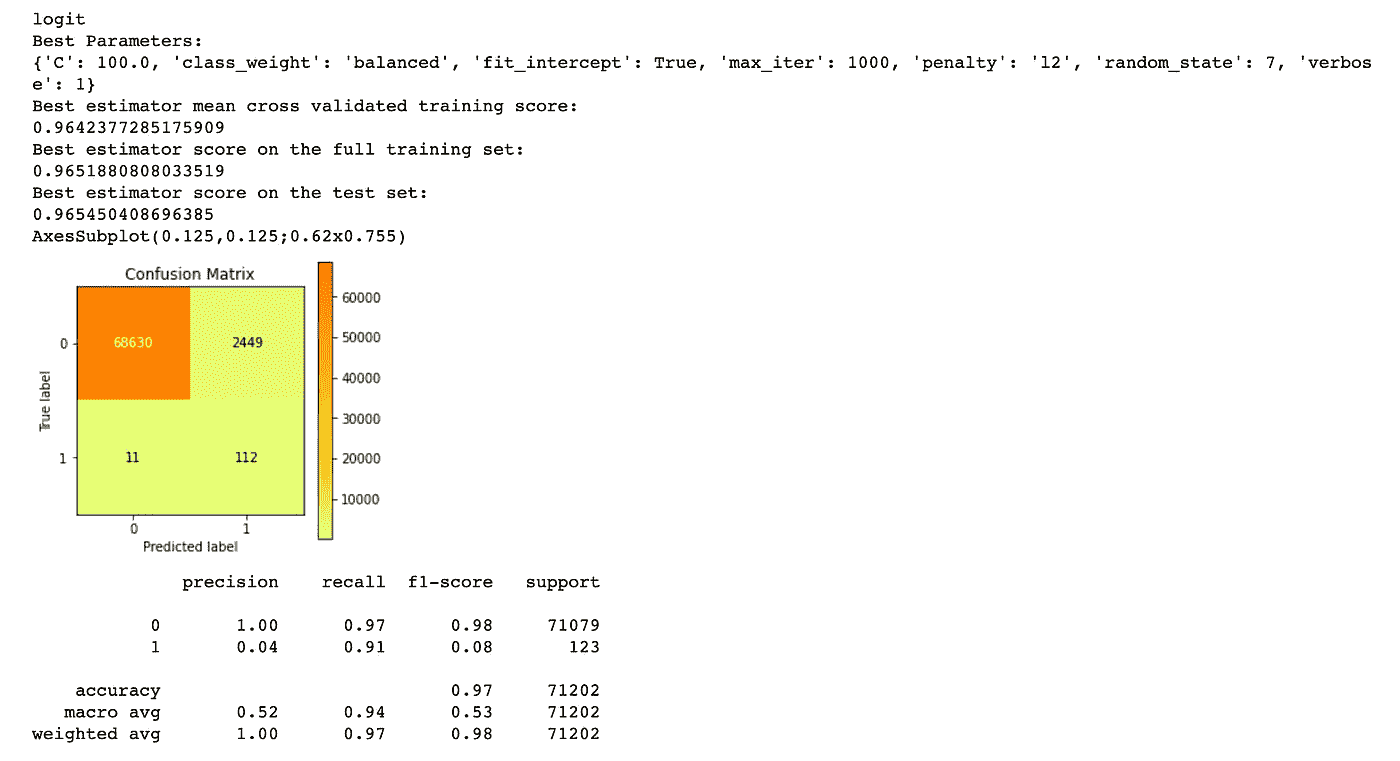 logit
Best Parameters:
{'C': 100.0, 'class_weight': 'balanced', 'fit_intercept': True, 'max_iter': 1000, 'penalty': 'l2', 'random_state': 7, 'verbos
e': 1}
Best estimator mean cross validated training score:
0.9642377285175909
Best estimator score on the full training set:
0.9651880808033519
Best estimator score on the test set:
0.965450408696385
AxesSubplot(0.125,0.125;0.62x0.755)
Confusion Matrix
60000
50000
40000
30000
20000
10000
True label
0 68630 2449
1 11 112
0 1
Predicted label
precision recall f1-score support
0 1.00 0.97 0.98 71079
1 0.04 0.91 0.08 123
accuracy 0.97 71202
macro avg 0.52 0.94 0.53 71202
weighted avg 1.00 0.97 0.98 71202